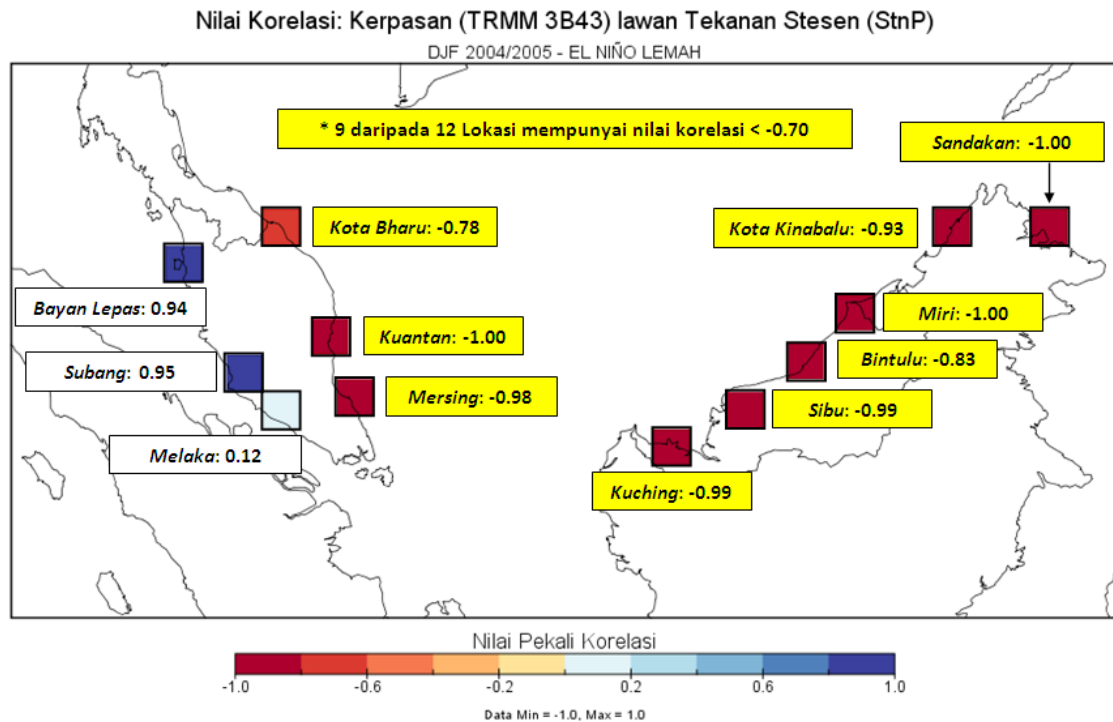 Nilai Korelasi: Kerpasan (TRMM 3B43) lawan Tekanan Stesen (StnP)
DJF 2004/2005 - EL NIÑO LEMAH
* 9 daripada 12 Lokasi mempunyai nilai korelasi < -0.70
Sandakan: -1.00
Kota Bharu: -0.78
Kota Kinabalu: -0.93
Bayan Lepas: 0.94
Miri: -1.00
Kuantan: -1.00
Bintulu: -0.83
Subang: 0.95
Mersing: -0.98
Sibu: -0.99
Melaka: 0.12
Kuching: -0.99
Nilai Pekali Korelasi
-1.0 -0.6 -0.2 0.2 0.6 1.0
Data Min = -1.0, Max = 1.0